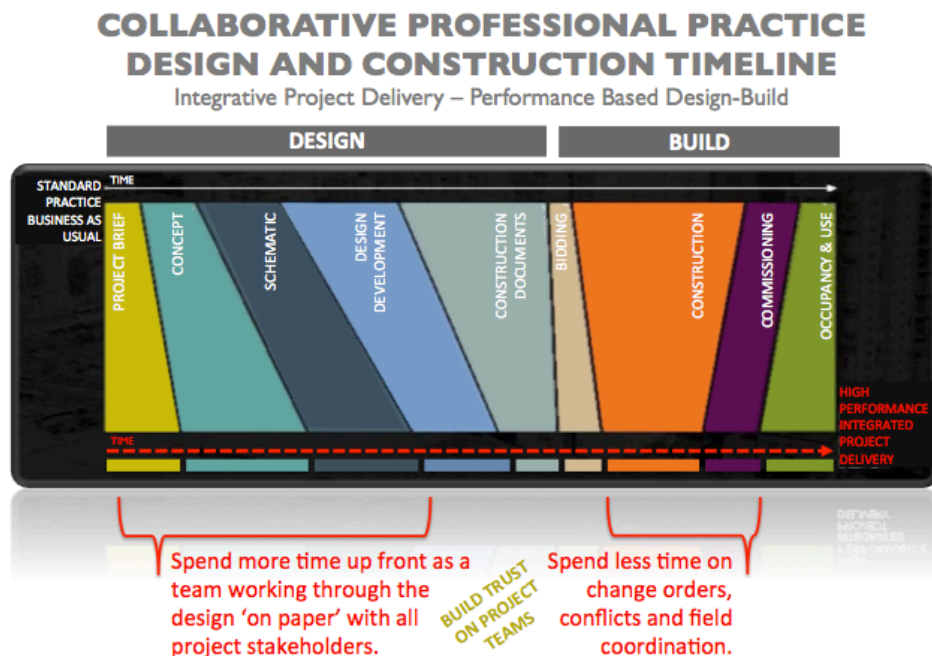 COLLABORATIVE PROFESSIONAL PRACTICE
DESIGN AND CONSTRUCTION TIMELINE
Integrative Project Delivery – Performance Based Design-Build
DESIGN
BUILD
STANDARD
PRACTICE
BUSINESS AS
USUAL
TIME
PROJECT BRIEF
CONCEPT
SCHEMATIC
DESIGN
DEVELOPMENT
CONSTRUCTION
DOCUMENTS
BIDDING
CONSTRUCTION
COMMISSIONING
OCCUPANCY & USE
TIME
HIGH
PERFORMANCE
INTEGRATED
PROJECT
DELIVERY
Spend more time up front as a
team working through the
design ‘on paper’ with all
project stakeholders.
BUILD TRUST
ON PROJECT
TEAMS
Spend less time on
change orders,
conflicts and field
coordination.